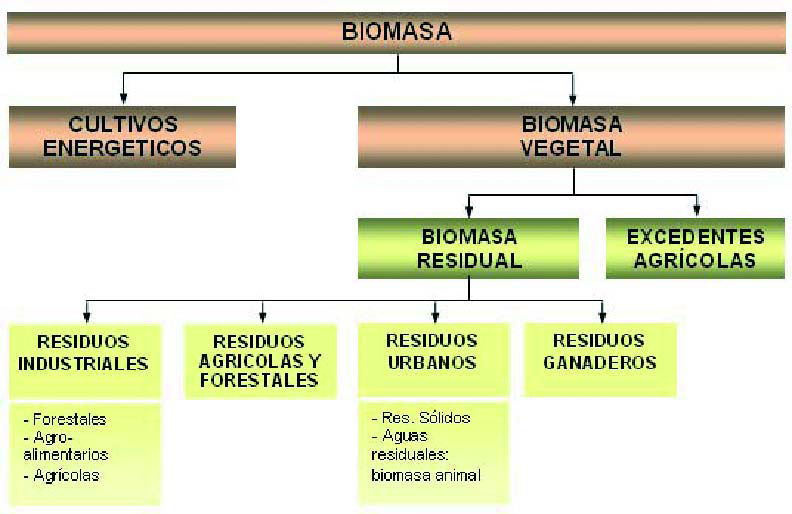 BIOMASA
CULTIVOS
ENERGETICOS
BIOMASA
VEGETAL
BIOMASA
RESIDUAL
EXCEDENTES
AGRÍCOLAS
RESIDUOS
INDUSTRIALES
- Forestales
- Agro-
alimentarios
- Agrícolas
RESIDUOS
AGRICOLAS Y
FORESTALES
RESIDUOS
URBANOS
- Res. Sólidos
- Aguas
residuales:
biomasa animal
RESIDUOS
GANADEROS